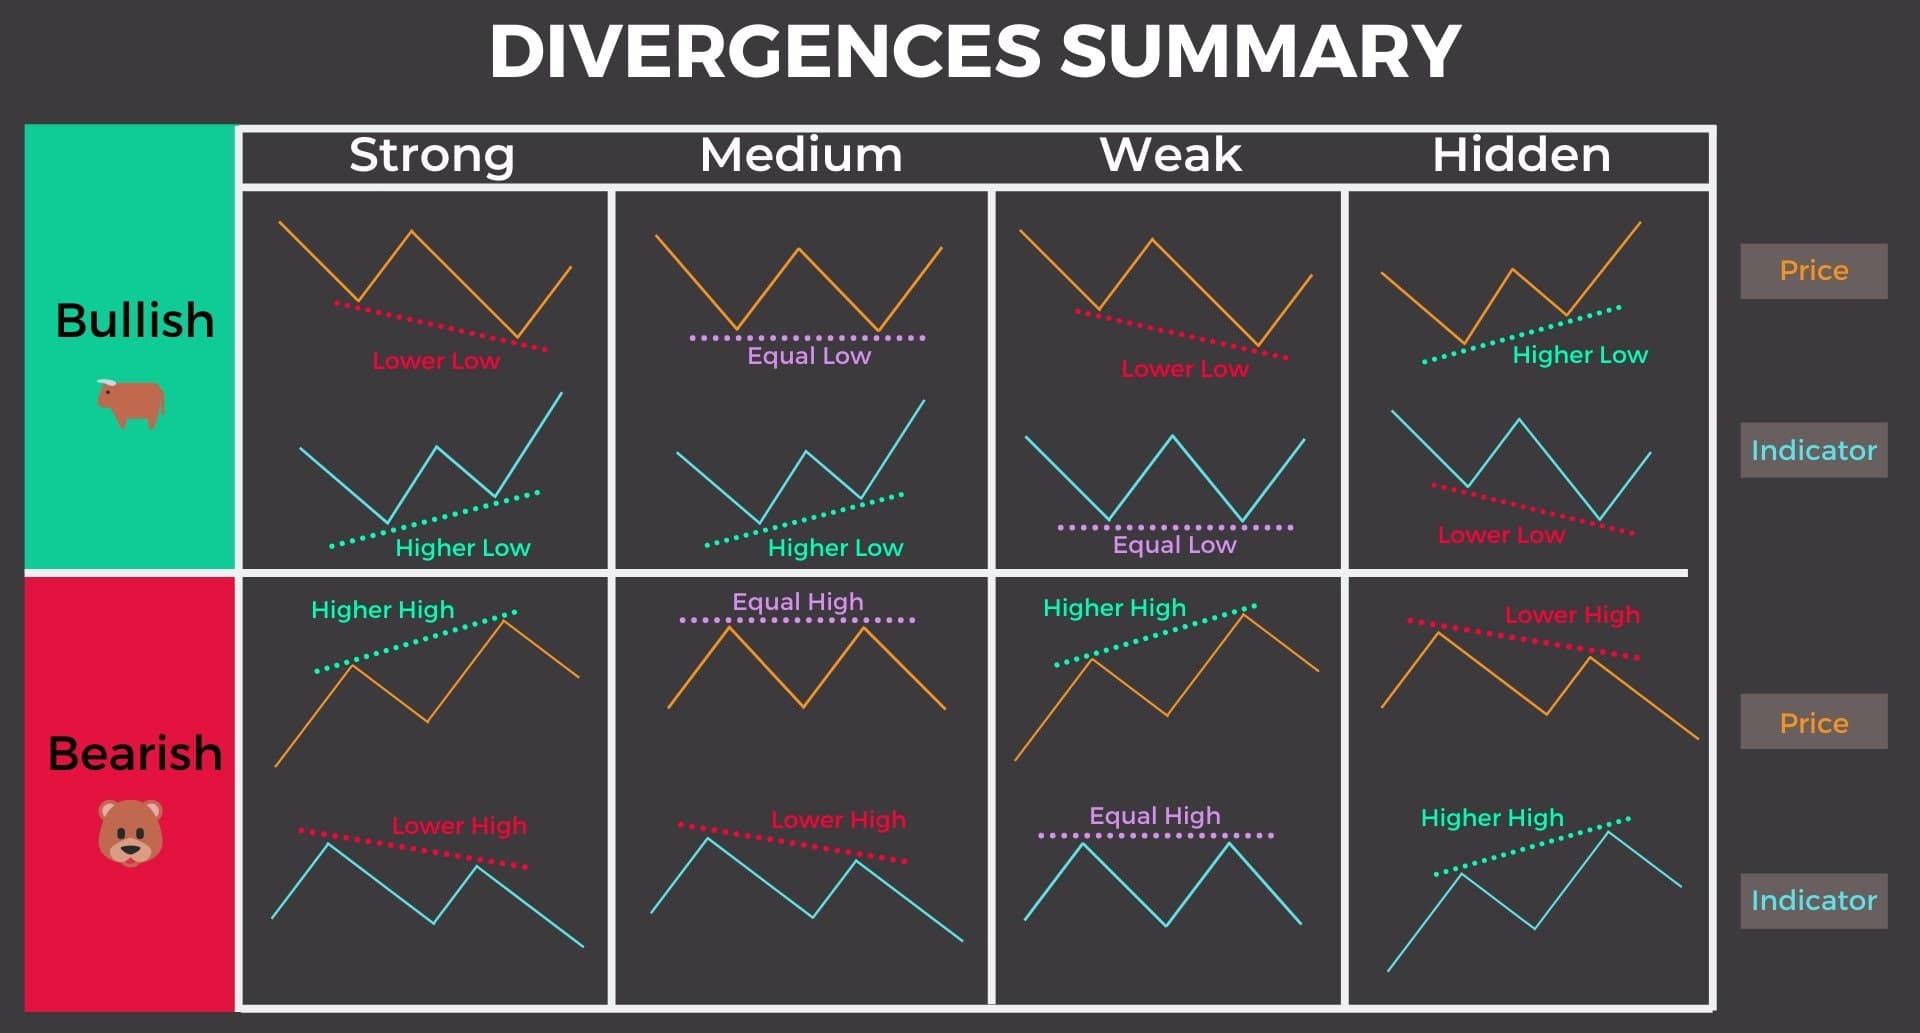 DIVERGENCES SUMMARY
Strong
Medium
Weak
Hidden
Bullish
Lower Low
Equal Low
Lower Low
Higher Low
Price
Higher Low
Higher Low
Equal Low
Lower Low
Indicator
Bearish
Higher High
Equal High
Higher High
Lower High
Price
Lower High
Lower High
Equal High
Higher High
Indicator